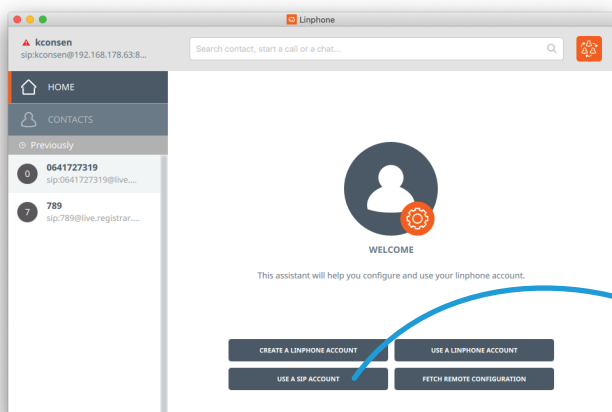 Linphone
kconsen
sip:kconsen@192.168.178.63:8...
Search contact, start a call or a chat...
HOME
CONTACTS
Previously
0
0641727319
sip:0641727319@live....
7
789
sip:789@live.registrar....
WELCOME
This assistant will help you configure and use your linphone account.
CREATE A LINPHONE ACCOUNT
USE A LINPHONE ACCOUNT
USE A SIP ACCOUNT
FETCH REMOTE CONFIGURATION